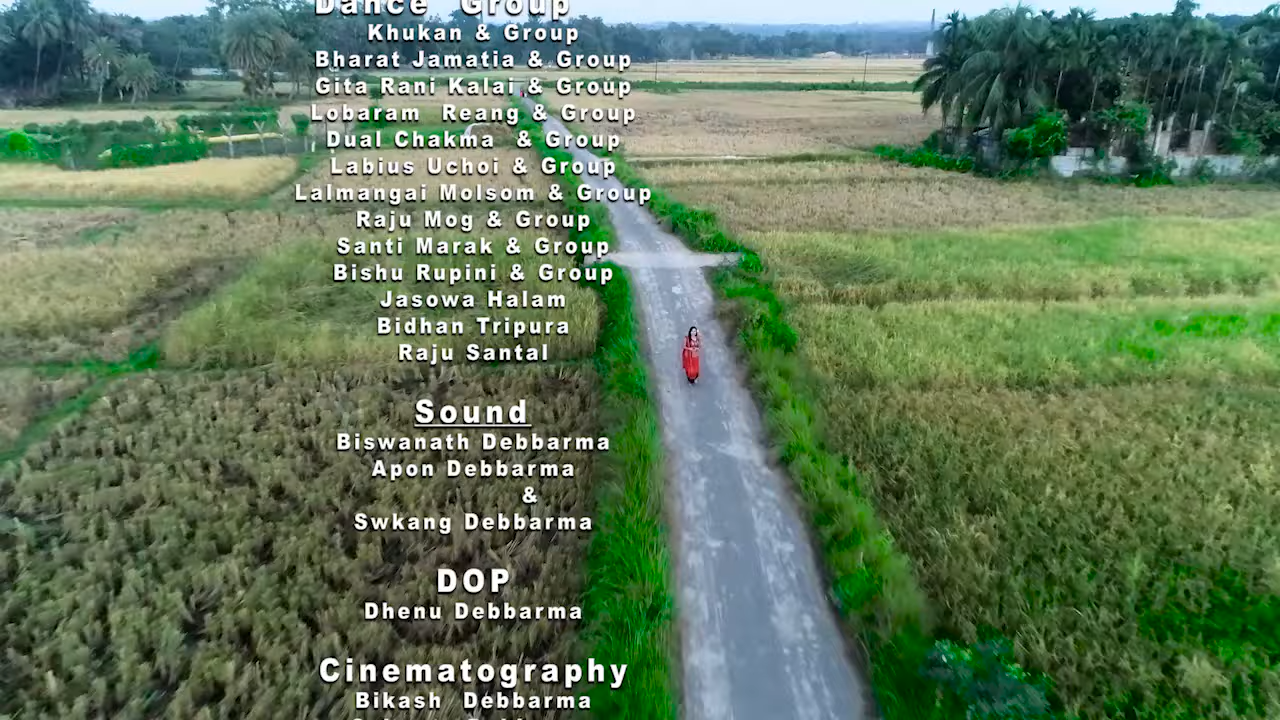 Dance Group
Khukan & Group
Bharat Jamatia & Group
Gita Rani Kalai & Group
Lobaram Reang & Group
Dual Chakma & Group
Labius Uchoi & Group
Lalmangai Molsom & Group
Raju Mog & Group
Santi Marak & Group
Bishu Rupini & Group
Jasowa Halam
Bidhan Tripura
Raju Santal
Sound
Biswanath Debbarma
Apon Debbarma
&
Swkang Debbarma
DOP
Dhenu Debbarma
Cinematography
Bikash Debbarma